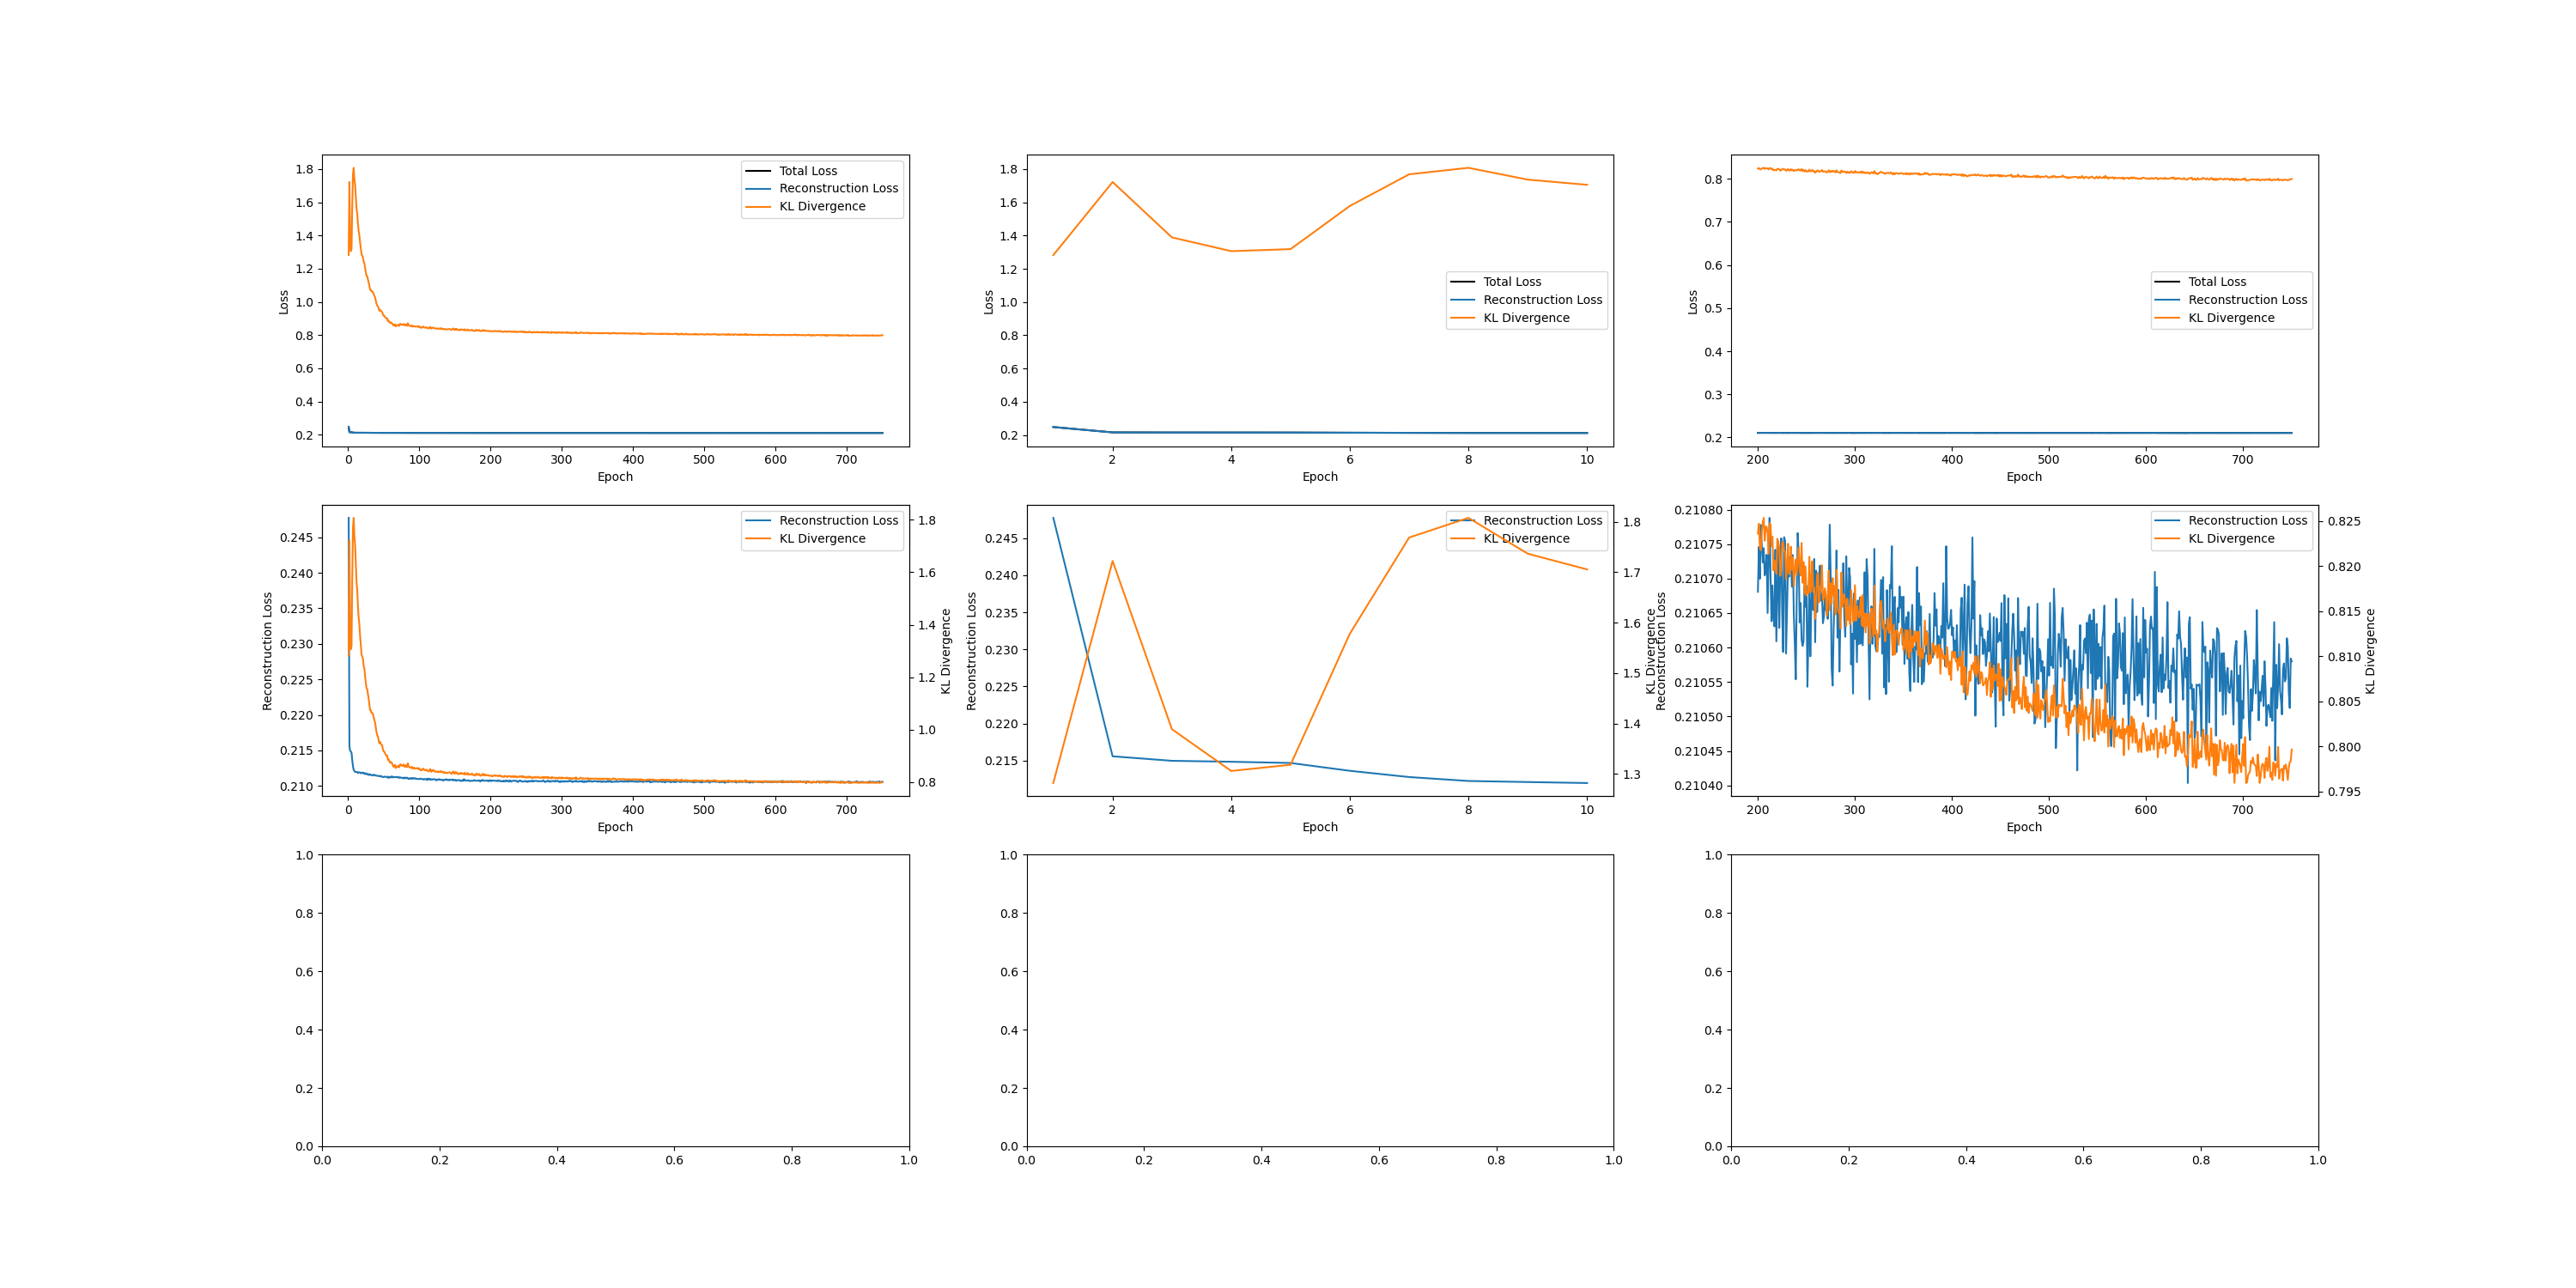 Total Loss
Reconstruction Loss
KL Divergence
1.8
1.6
1.4
1.2
1.0
0.8
0.6
0.4
0.2
Loss
0 100 200 300 400 500 600 700
Epoch
Total Loss
Reconstruction Loss
KL Divergence
1.8
1.6
1.4
1.2
1.0
0.8
0.6
0.4
0.2
Loss
2 4 6 8 10
Epoch
Total Loss
Reconstruction Loss
KL Divergence
0.8
0.7
0.6
0.5
0.4
0.3
0.2
Loss
200 300 400 500 600 700
Epoch
Reconstruction Loss
KL Divergence
0.245
0.240
0.235
0.230
0.225
0.220
0.215
0.210
Reconstruction Loss
1.8
1.6
1.4
1.2
1.0
0.8
KL Divergence
0 100 200 300 400 500 600 700
Epoch
Reconstruction Loss
KL Divergence
0.245
0.240
0.235
0.230
0.225
0.220
0.215
Reconstruction Loss
1.8
1.7
1.6
1.5
1.4
1.3
KL Divergence
2 4 6 8 10
Epoch
Reconstruction Loss
KL Divergence
0.21080
0.21075
0.21070
0.21065
0.21060
0.21055
0.21050
0.21045
0.21040
Reconstruction Loss
0.825
0.820
0.815
0.810
0.805
0.800
0.795
KL Divergence
200 300 400 500 600 700
Epoch
1.0
0.8
0.6
0.4
0.2
0.0
0.0 0.2 0.4 0.6 0.8 1.0
1.0
0.8
0.6
0.4
0.2
0.0
0.0 0.2 0.4 0.6 0.8 1.0
1.0
0.8
0.6
0.4
0.2
0.0
0.0 0.2 0.4 0.6 0.8 1.0